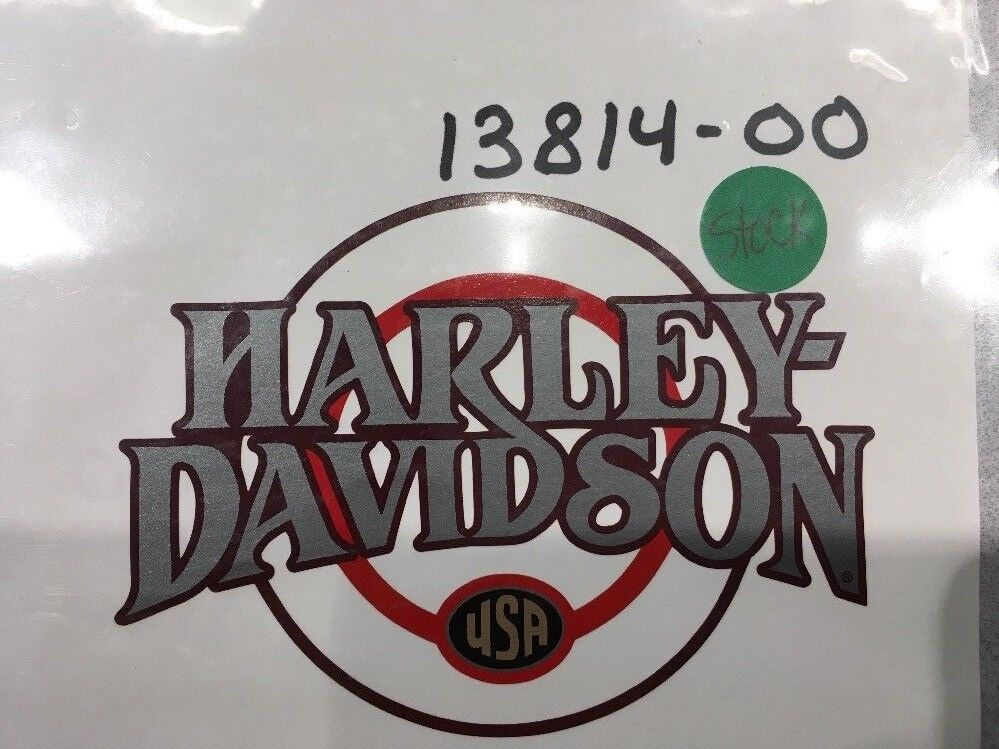 13814-00
Stock
HARLEY-
DAVIDSON®
USA